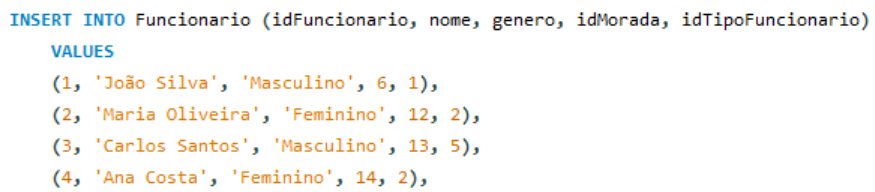 INSERT INTO Funcionario (idFuncionario, nome, genero, idMorada, idTipoFuncionario)
VALUES
(1, 'João Silva', 'Masculino', 6, 1),
(2, 'Maria Oliveira', 'Feminino', 12, 2),
(3, 'Carlos Santos', 'Masculino', 13, 5),
(4, 'Ana Costa', 'Feminino', 14, 2),